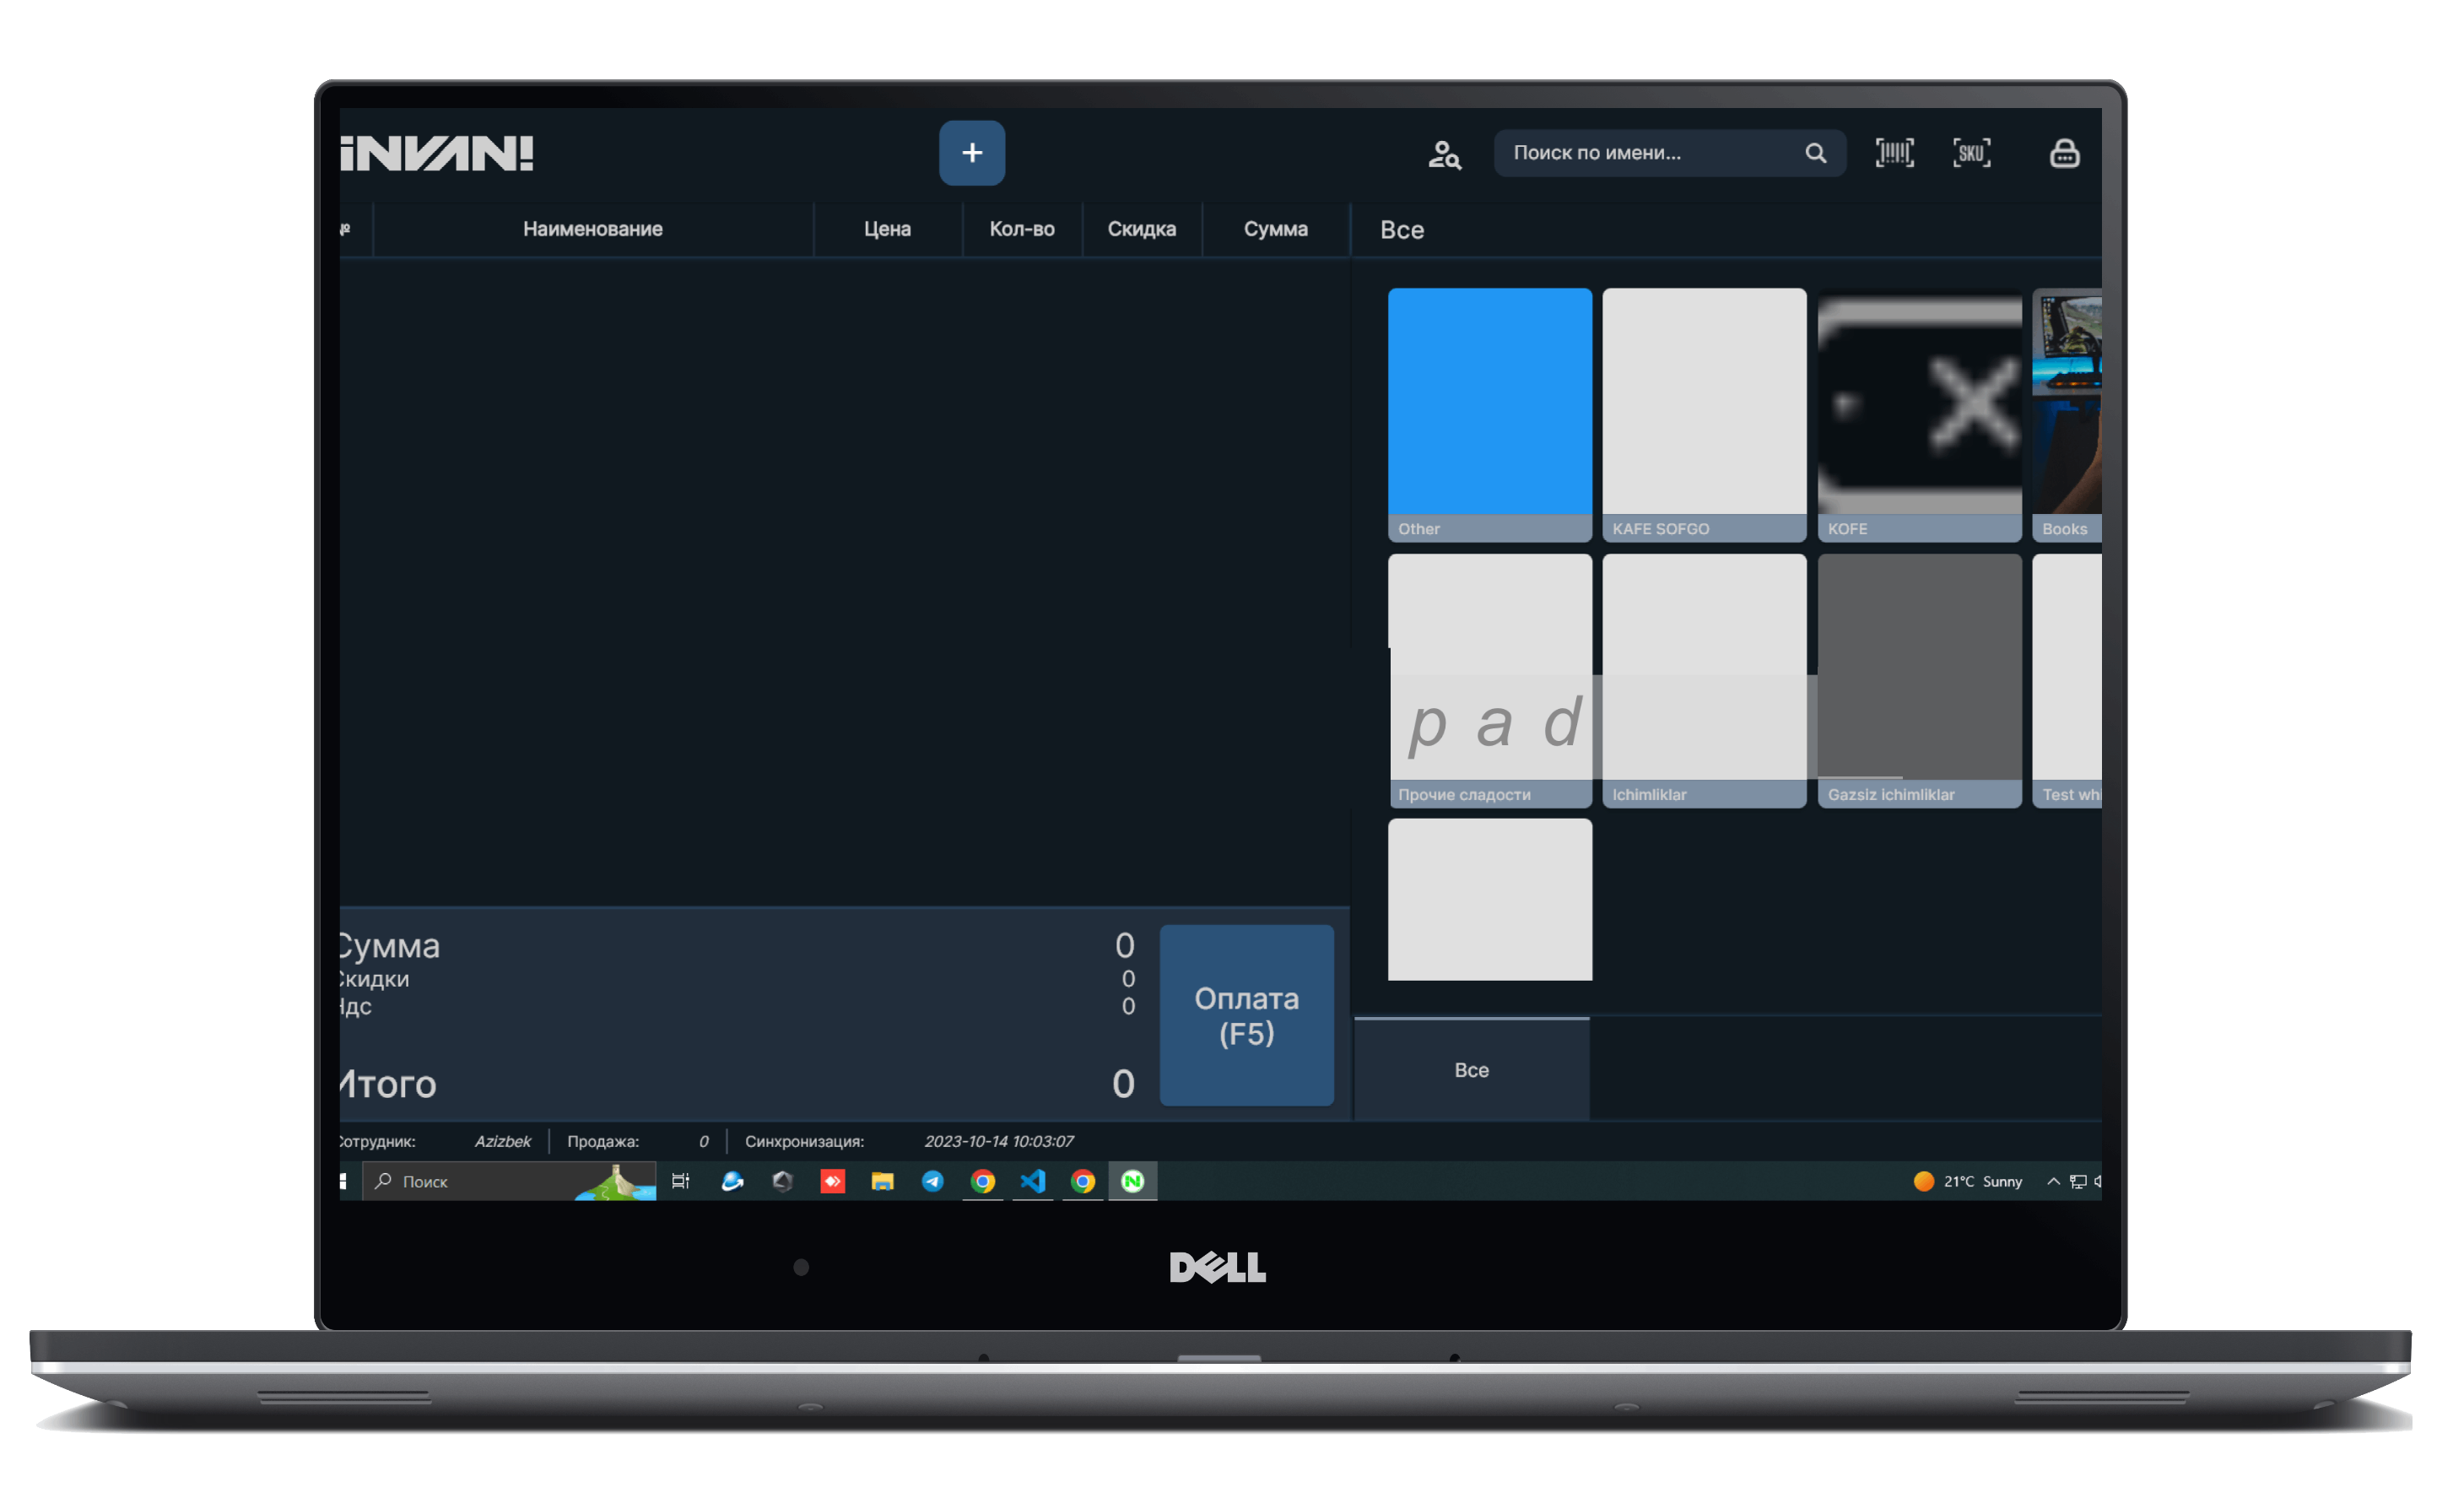 iNVAN!
Поиск по имени...
SKU
№
Наименование
Цена
Кол-во
Скидка
Сумма
Все
Other
KAFE SOFGO
KOFE
Books
pad
Прочие сладости
Ichimliklar
Gazsiz ichimliklar
Test whi
Сумма
0
Скидки
0
Ндс
0
Оплата
(F5)
Итого
0
Все
Сотрудник:
Azizbek
Продажа:
0
Синхронизация:
2023-10-14 10:03:07
Поиск
21°C Sunny
DELL